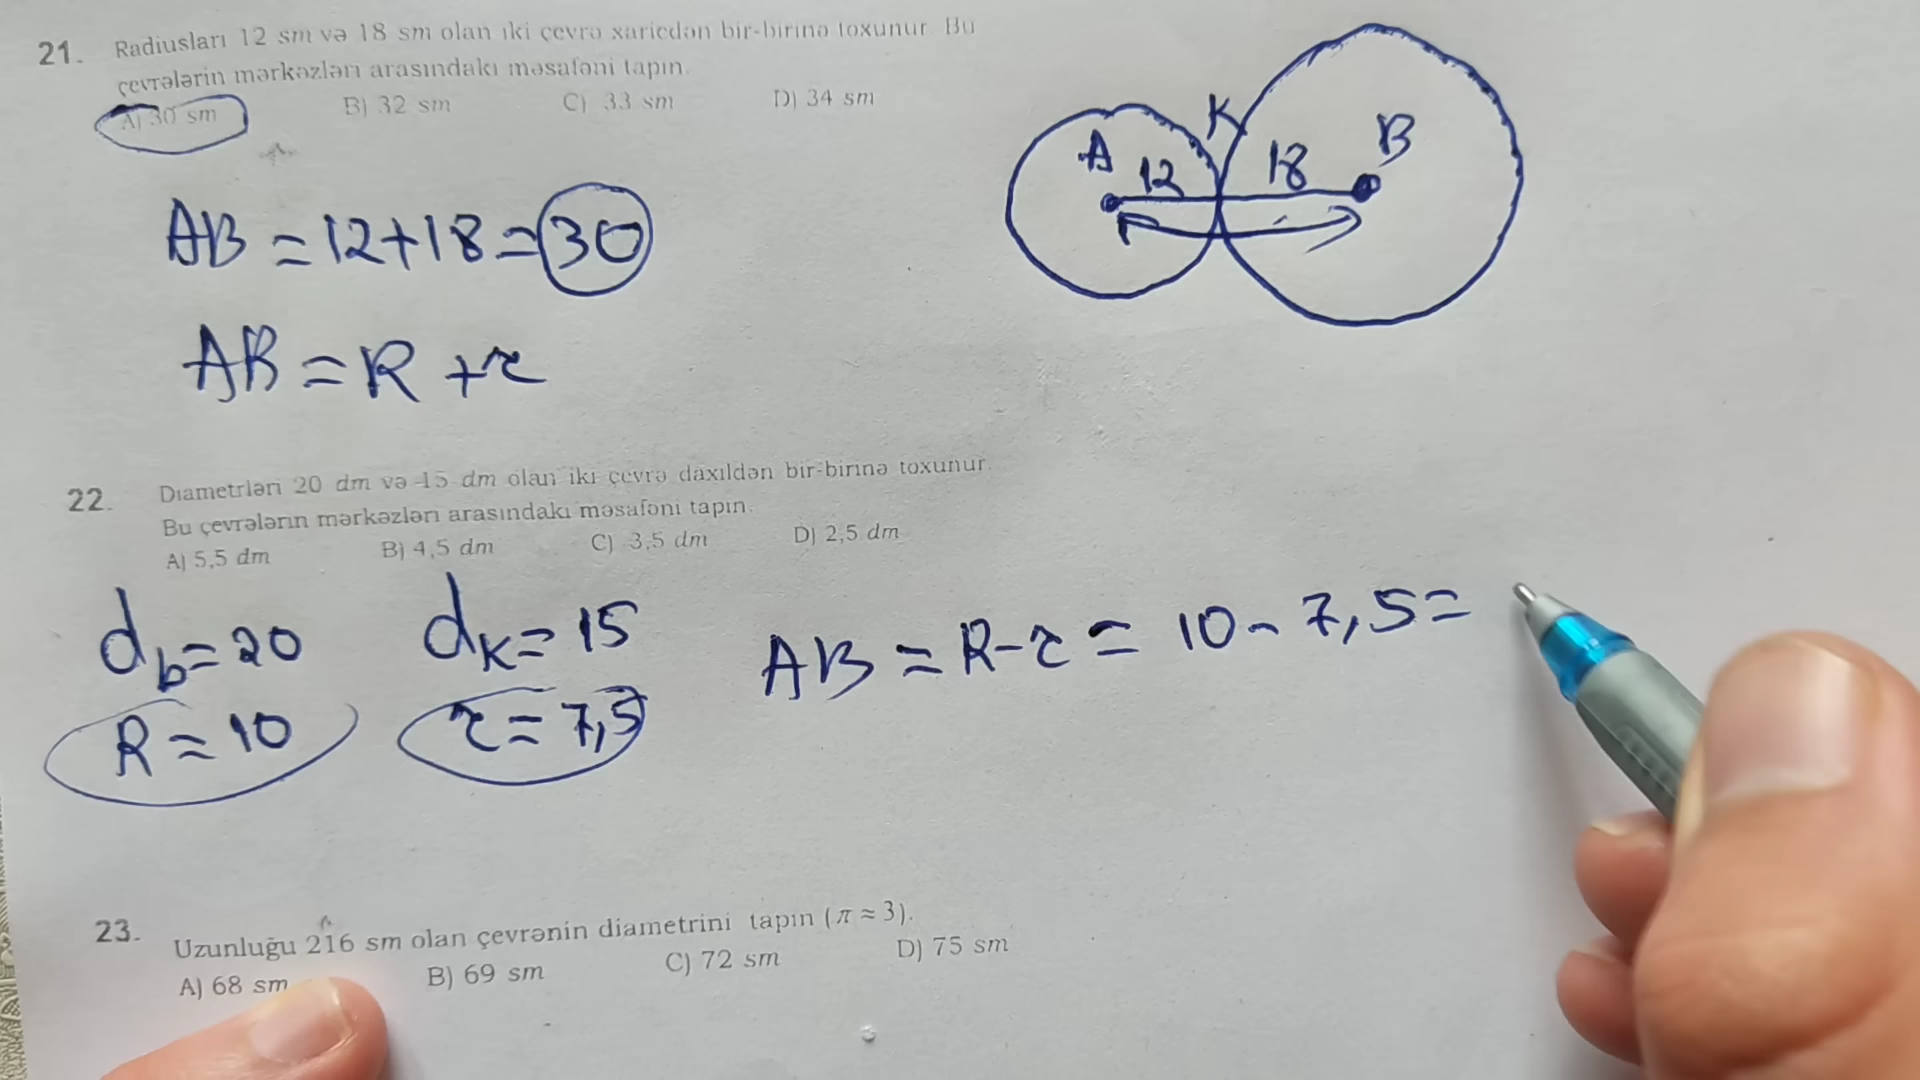 21. Radiusları 12 sm və 18 sm olan iki çevrə xaricdən bir-birinə toxunur. Bu
çevrələrin mərkəzləri arasındakı məsafəni tapın.
A) 30 sm B) 32 sm C) 33 sm D) 34 sm
K
A 12 18 B
AB = 12+18 = 30
AB = R + r
22. Diametrləri 20 dm və 15 dm olan iki çevrə daxildən bir-birinə toxunur.
Bu çevrələrin mərkəzləri arasındakı məsafəni tapın.
A) 5,5 dm B) 4,5 dm C) 3,5 dm D) 2,5 dm
d_b = 20 d_k = 15 AB = R - r = 10 - 7,5 =
R = 10 r = 7,5
23. Uzunluğu 216 sm olan çevrənin diametrini tapın (π ≈ 3).
A) 68 sm B) 69 sm C) 72 sm D) 75 sm